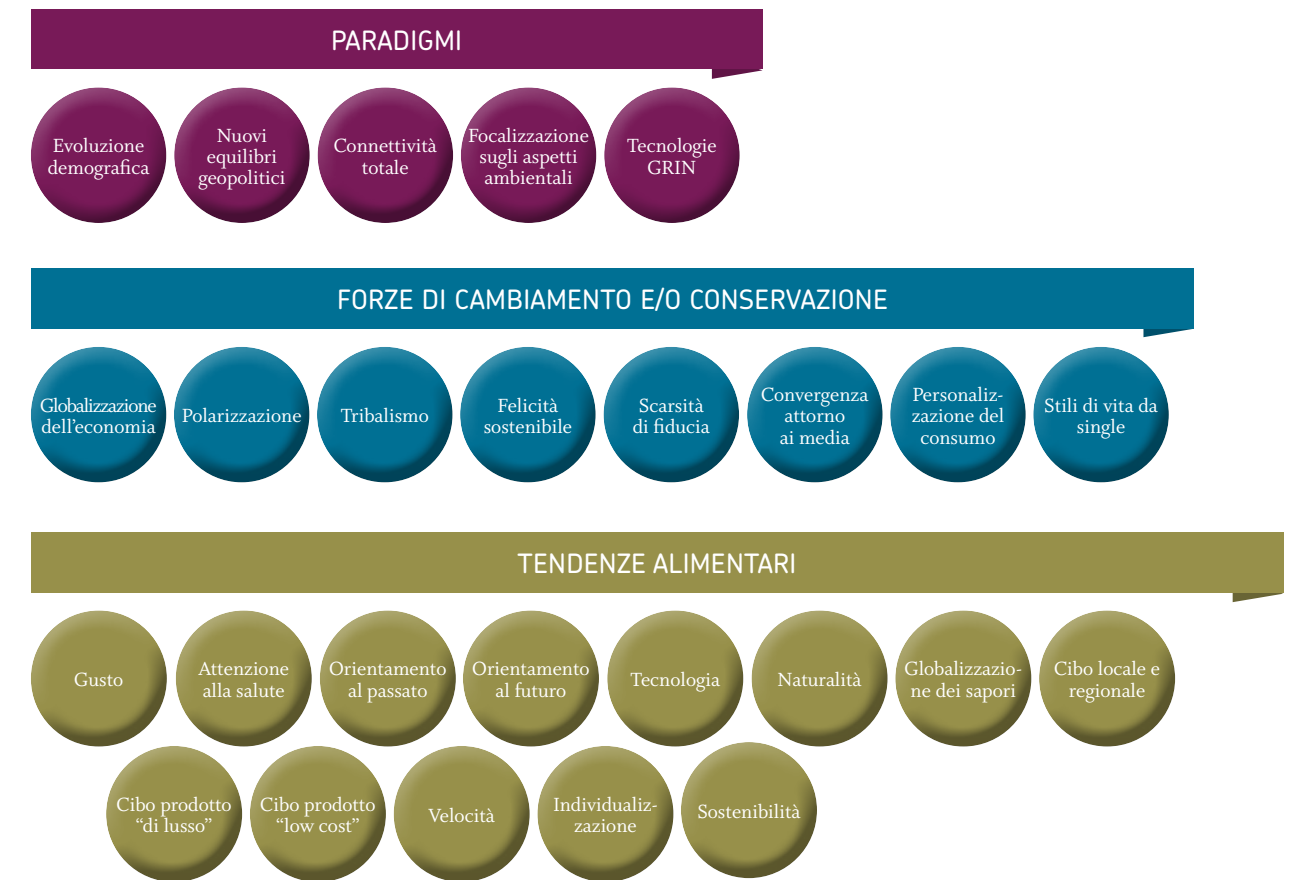 PARADIGMI
Evoluzione
demografica
Nuovi
equilibri
geopolitici
Connettività
totale
Focalizzazione
sugli aspetti
ambientali
Tecnologie
GRIN
FORZE DI CAMBIAMENTO E/O CONSERVAZIONE
Globalizzazione
dell’economia
Polarizzazione
Tribalismo
Felicità
sostenibile
Scarsità
di fiducia
Convergenza
attorno
ai media
Personaliz-
zazione del
consumo
Stili di vita da
single
TENDENZE ALIMENTARI
Gusto
Attenzione
alla salute
Orientamento
al passato
Orientamento
al futuro
Tecnologia
Naturalità
Globalizzazio-
ne dei sapori
Cibo locale e
regionale
Cibo prodotto
“di lusso”
Cibo prodotto
“low cost”
Velocità
Individualiz-
zazione
Sostenibilità